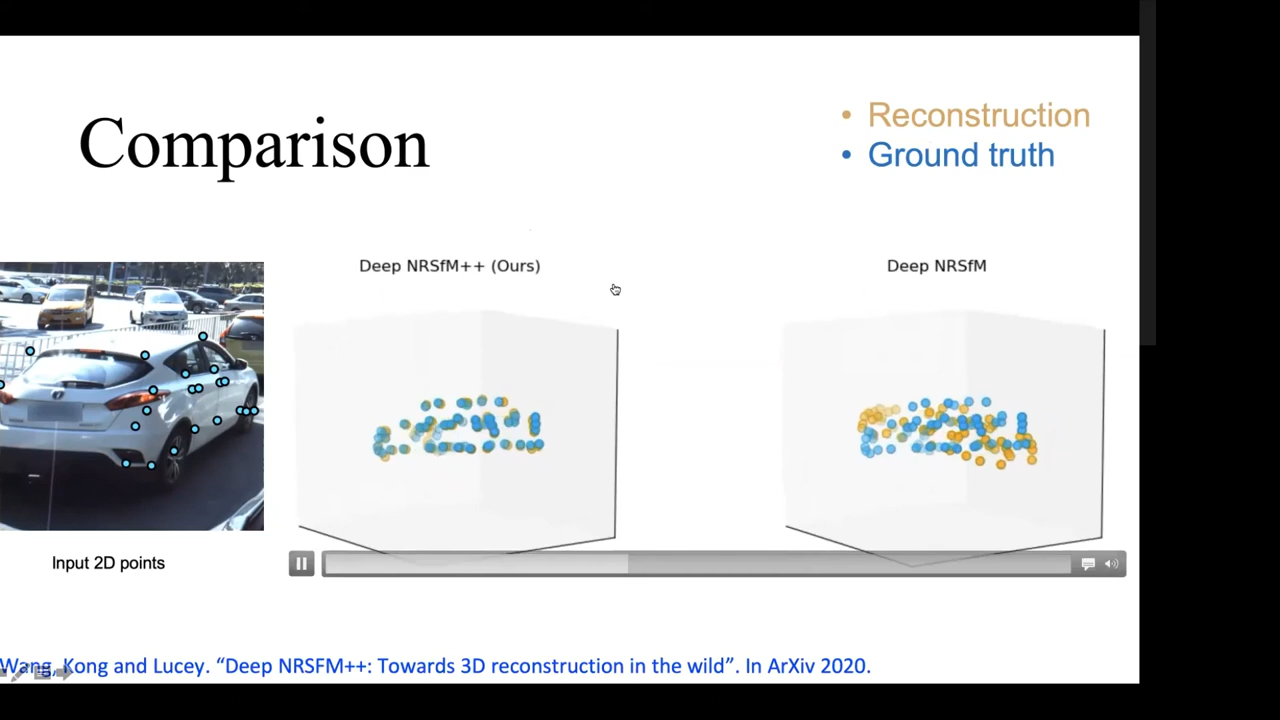 Comparison
• Reconstruction
• Ground truth
Deep NRSfM++ (Ours)
Deep NRSfM
Input 2D points
Wang, Kong and Lucey. “Deep NRSFM++: Towards 3D reconstruction in the wild”. In ArXiv 2020.